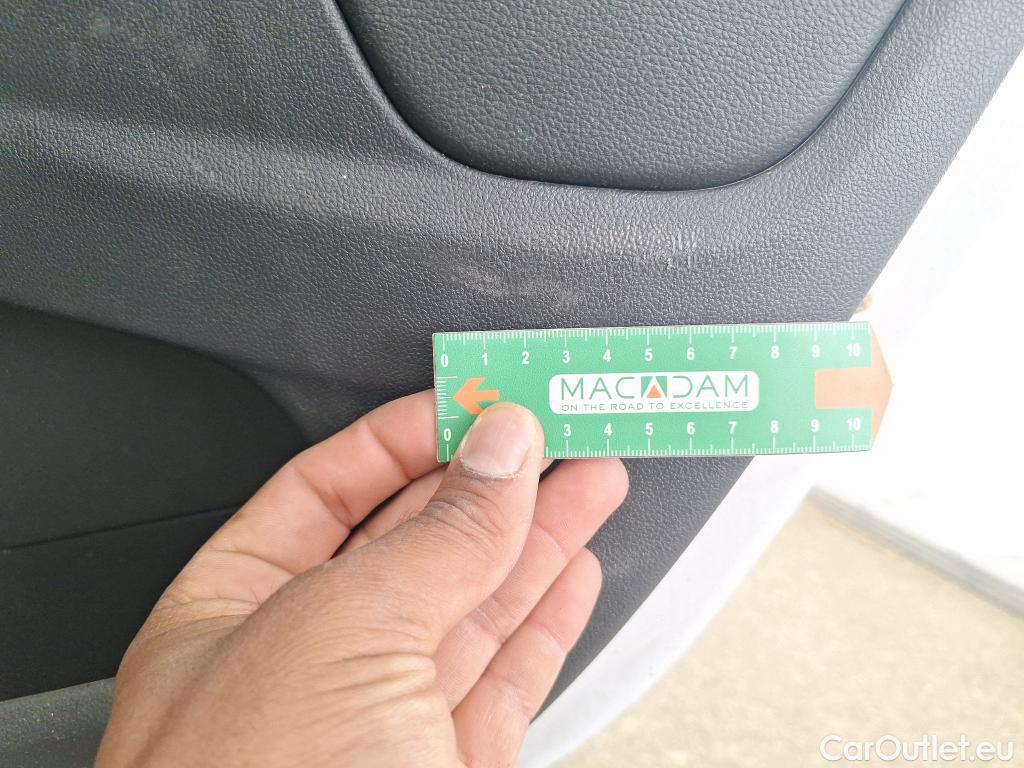 0 1 2 3 4 5 6 7 8 9 10
MACADAM
ON THE ROAD TO EXCELLENCE
0 3 4 5 6 7 8 9 10
CarOutlet.eu